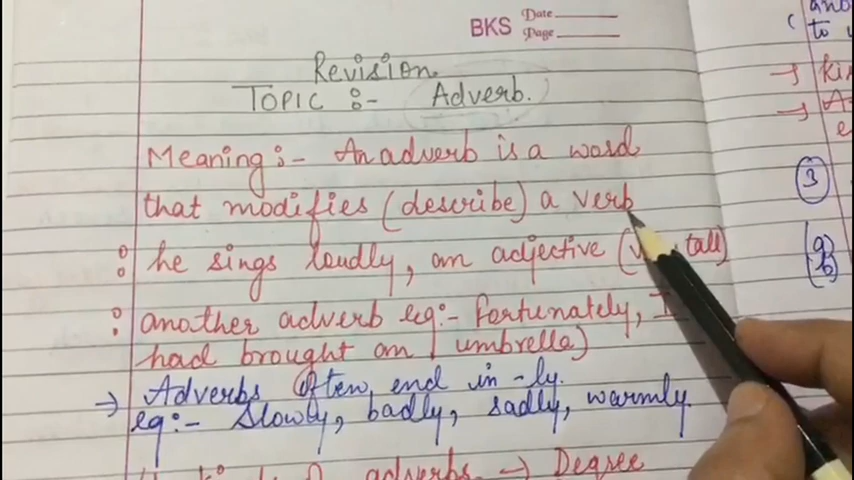 BKS Date
Page
Revision
TOPIC :- Adverb.
Meaning :- An adverb is a word
that modifies (describe) a verb
: he sings loudly, an adjective ( tall)
: another adverb eg:- Fortunately, I
had brought an umbrella)
→ Adverbs Often end in -ly.
eg:- Slowly, badly, sadly, warmly
adverbs → Degree
to
→
→
3
(a)
(b)